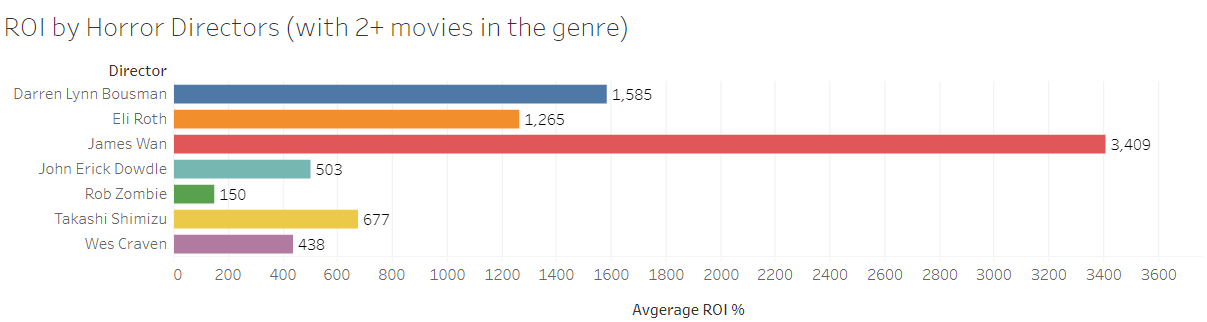 ROI by Horror Directors (with 2+ movies in the genre)
Director
Darren Lynn Bousman 1,585
Eli Roth 1,265
James Wan 3,409
John Erick Dowdle 503
Rob Zombie 150
Takashi Shimizu 677
Wes Craven 438
0 200 400 600 800 1000 1200 1400 1600 1800 2000 2200 2400 2600 2800 3000 3200 3400 3600
Avgerage ROI %